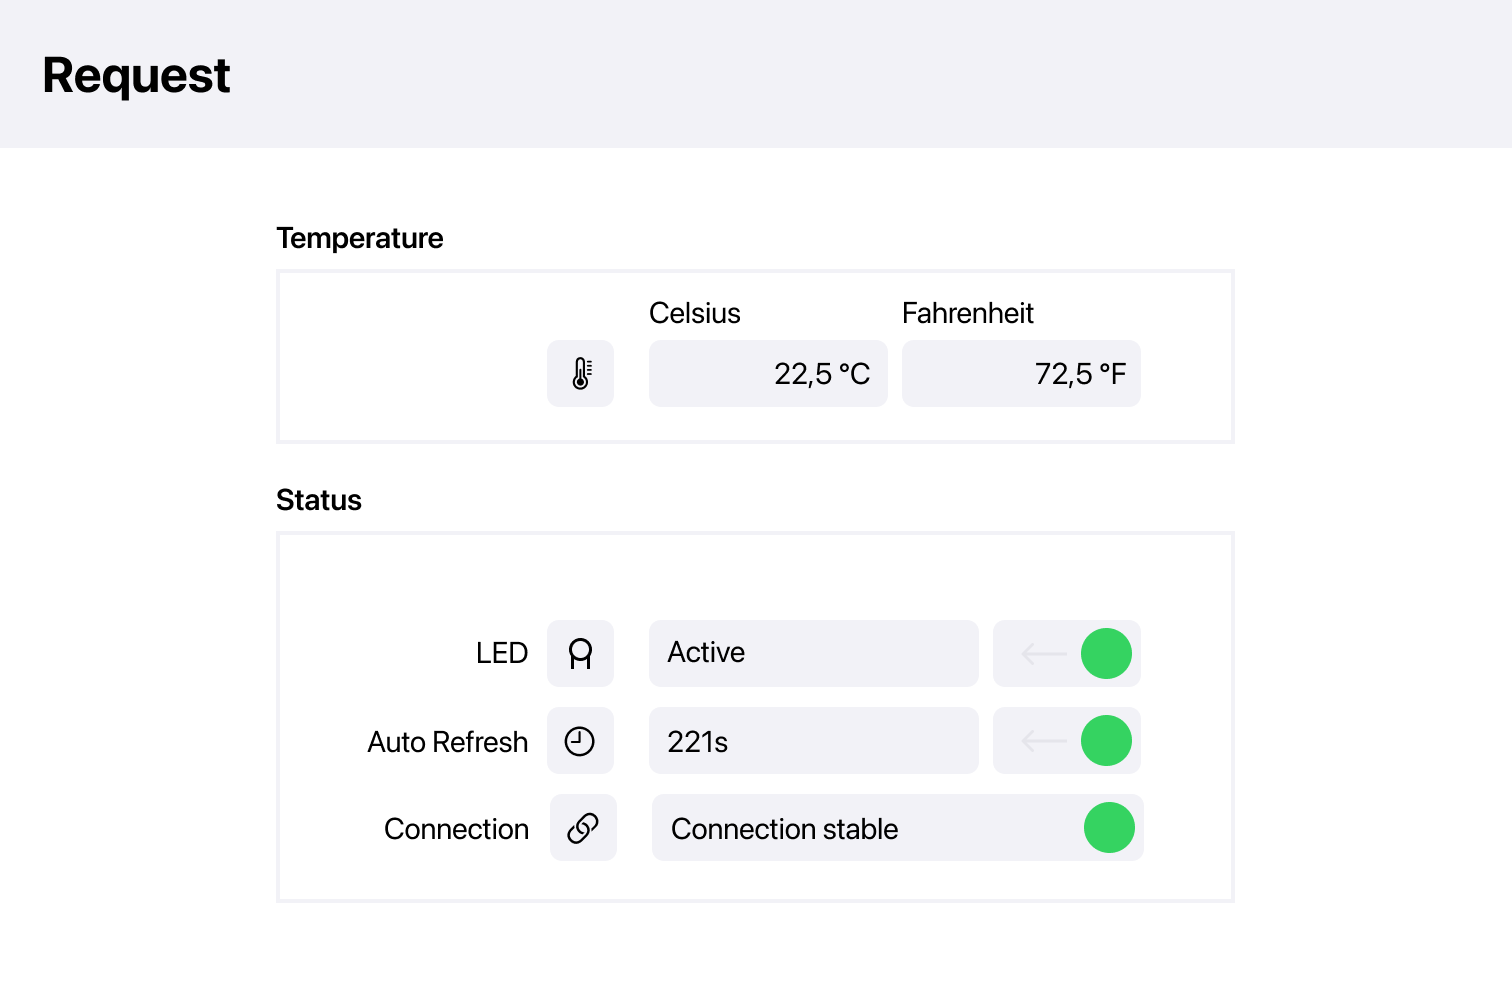 Request
Temperature
Celsius Fahrenheit
22,5 °C 72,5 °F
Status
LED Active
Auto Refresh 221s
Connection Connection stable